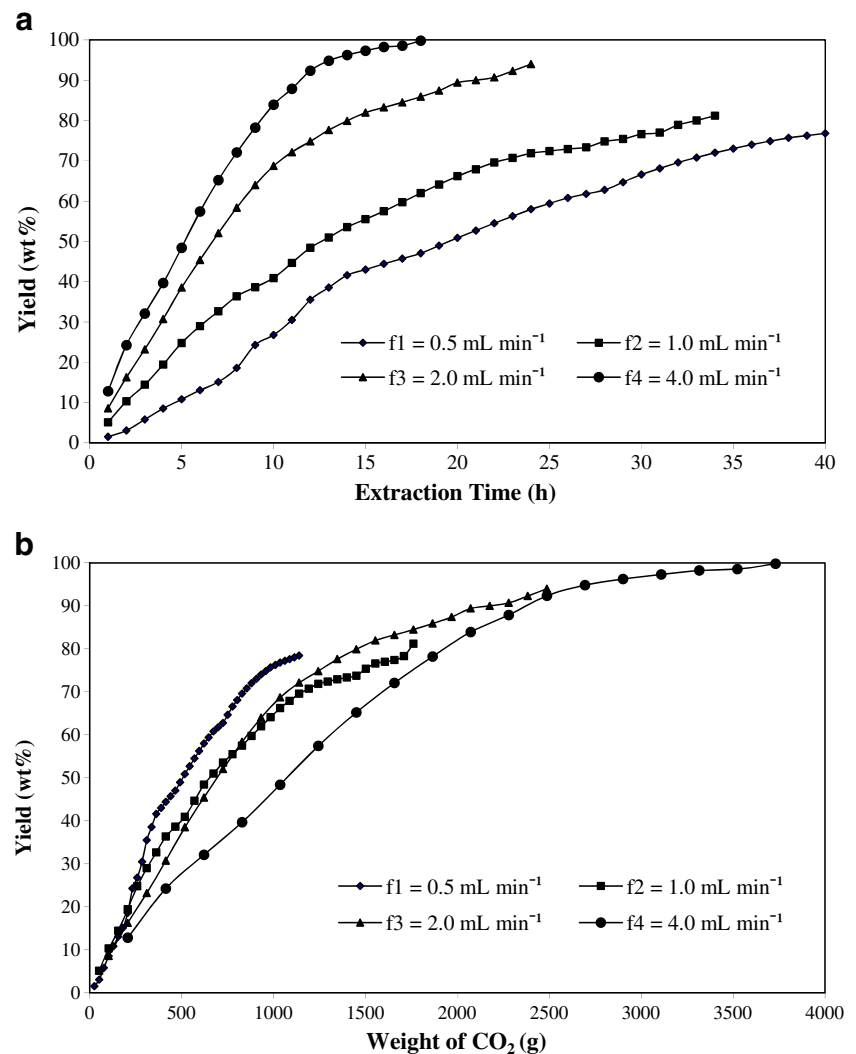 a
100
90
80
70
60
50
40
30
20
10
0
Yield (wt%)
f1 = 0.5 mL min⁻¹ f2 = 1.0 mL min⁻¹
f3 = 2.0 mL min⁻¹ f4 = 4.0 mL min⁻¹
0 5 10 15 20 25 30 35 40
Extraction Time (h)
b
100
90
80
70
60
50
40
30
20
10
0
Yield (wt%)
f1 = 0.5 mL min⁻¹ f2 = 1.0 mL min⁻¹
f3 = 2.0 mL min⁻¹ f4 = 4.0 mL min⁻¹
0 500 1000 1500 2000 2500 3000 3500 4000
Weight of CO₂ (g)